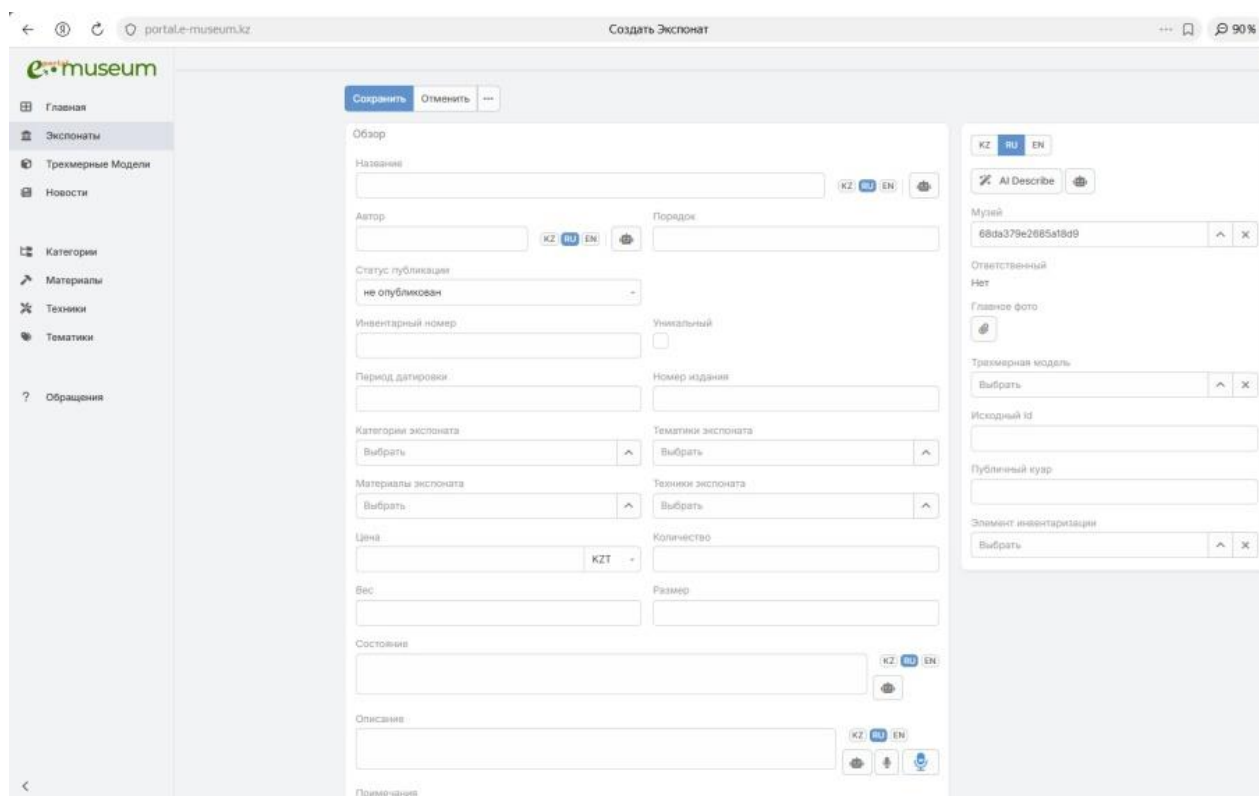 portal.e-museum.kz
Создать Экспонат
90%
portal
e museum
Главная
Экспонаты
Трехмерные Модели
Новости
Категории
Материалы
Техники
Тематики
? Обращения
Сохранить Отменить ...
Обзор
Название
KZ RU EN
Автор
Порядок
KZ RU EN
Статус публикации
не опубликован
Инвентарный номер
Уникальный
Период датировки
Номер издания
Категории экспоната
Тематики экспоната
Выбрать
Выбрать
Материалы экспоната
Техники экспоната
Выбрать
Выбрать
Цена
Количество
KZT
Вес
Размер
Состояние
KZ RU EN
Описание
KZ RU EN
Примечания
KZ RU EN
AI Describe
Музей
68da379e2685a18d9
Ответственный
Нет
Главное фото
Трехмерная модель
Выбрать
Исходный Id
Публичный куар
Элемент инвентаризации
Выбрать